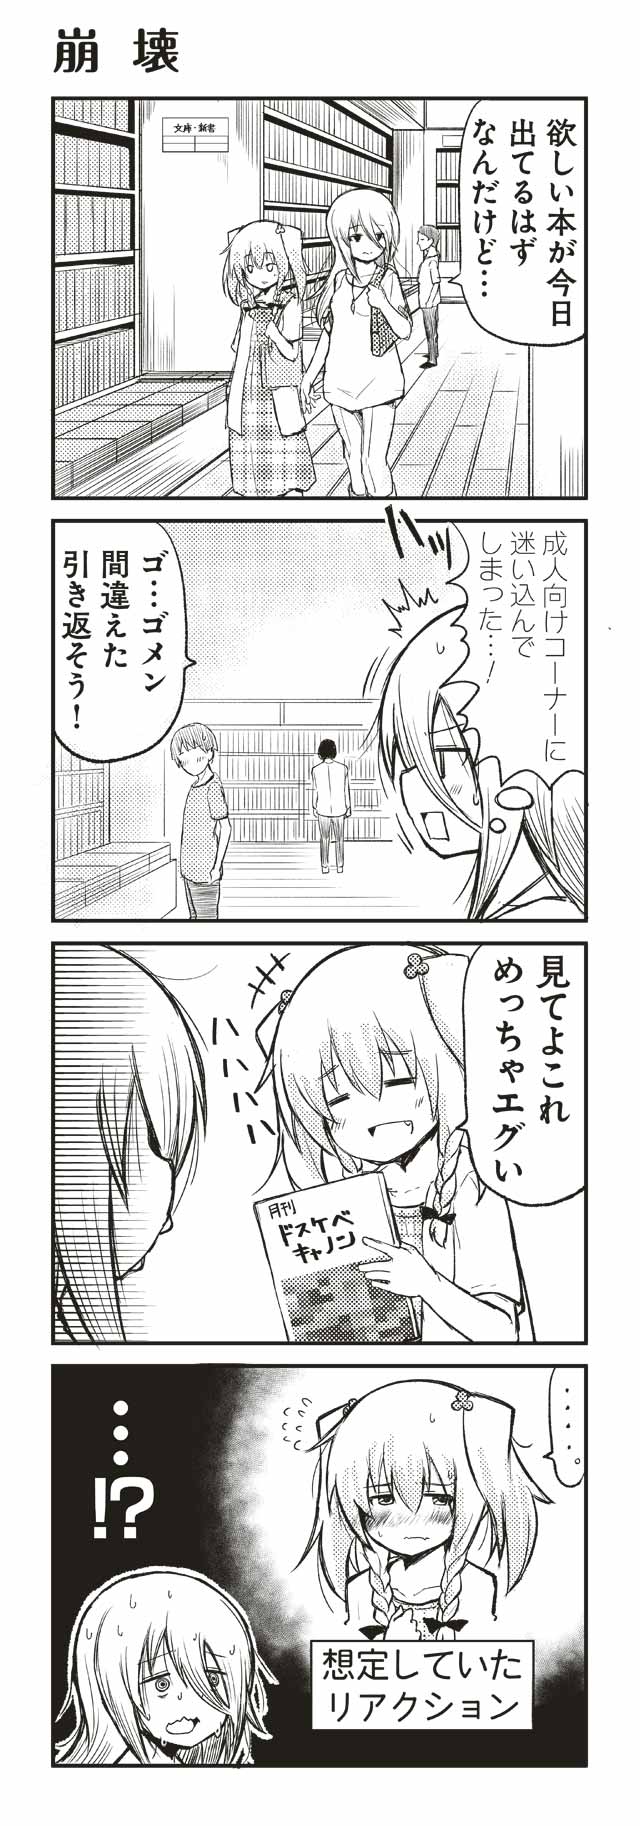 崩壊
文庫・新書
欲しい本が今日
出てるはず
なんだけど…
成人向けコーナーに
迷い込んで
しまった…！
ハッ
ゴ…ゴメン
間違えた
引き返そう！
見てよこれ
めっちゃエグい
ハハハハ
月刊
ドスケベ
キャノン
……。
…!?
想定していた
リアクション